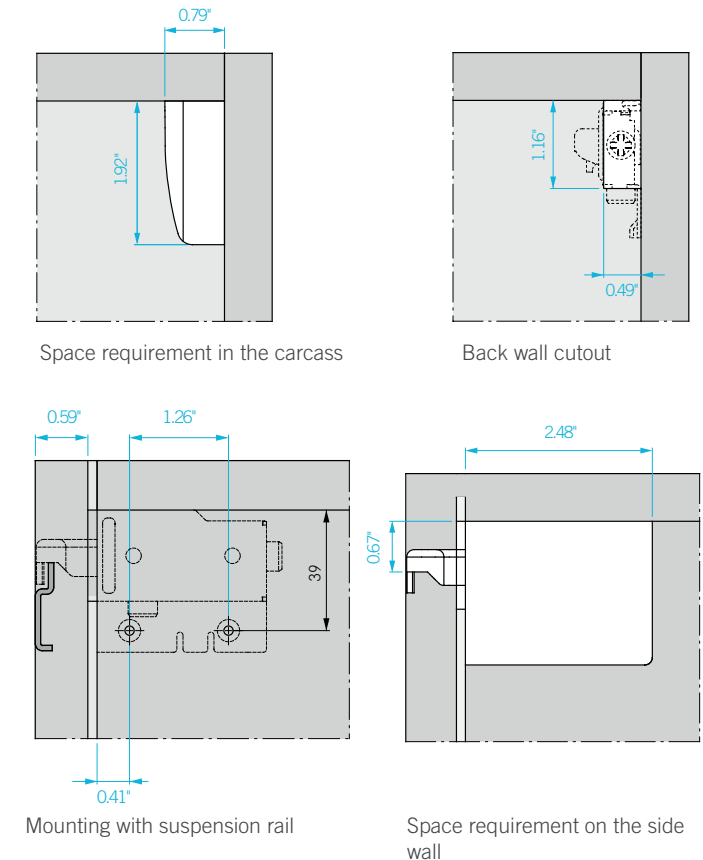 0.79"
1.92"
1.16"
0.49"
Space requirement in the carcass
Back wall cutout
0.59"
1.26"
39
0.41"
2.48"
0.67"
Mounting with suspension rail
Space requirement on the side
wall